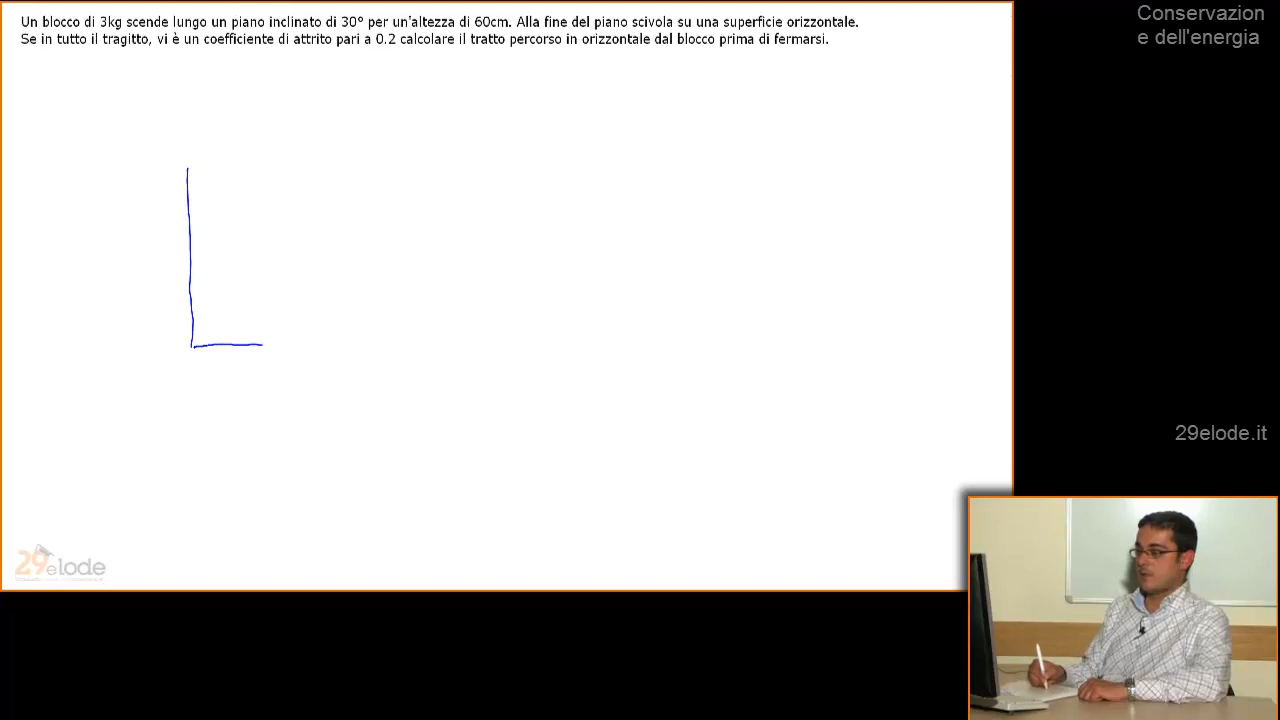 Un blocco di 3kg scende lungo un piano inclinato di 30° per un'altezza di 60cm. Alla fine del piano scivola su una superficie orizzontale.
Se in tutto il tragitto, vi è un coefficiente di attrito pari a 0.2 calcolare il tratto percorso in orizzontale dal blocco prima di fermarsi.
Conservazion
e dell'energia
29elode.it
29elode